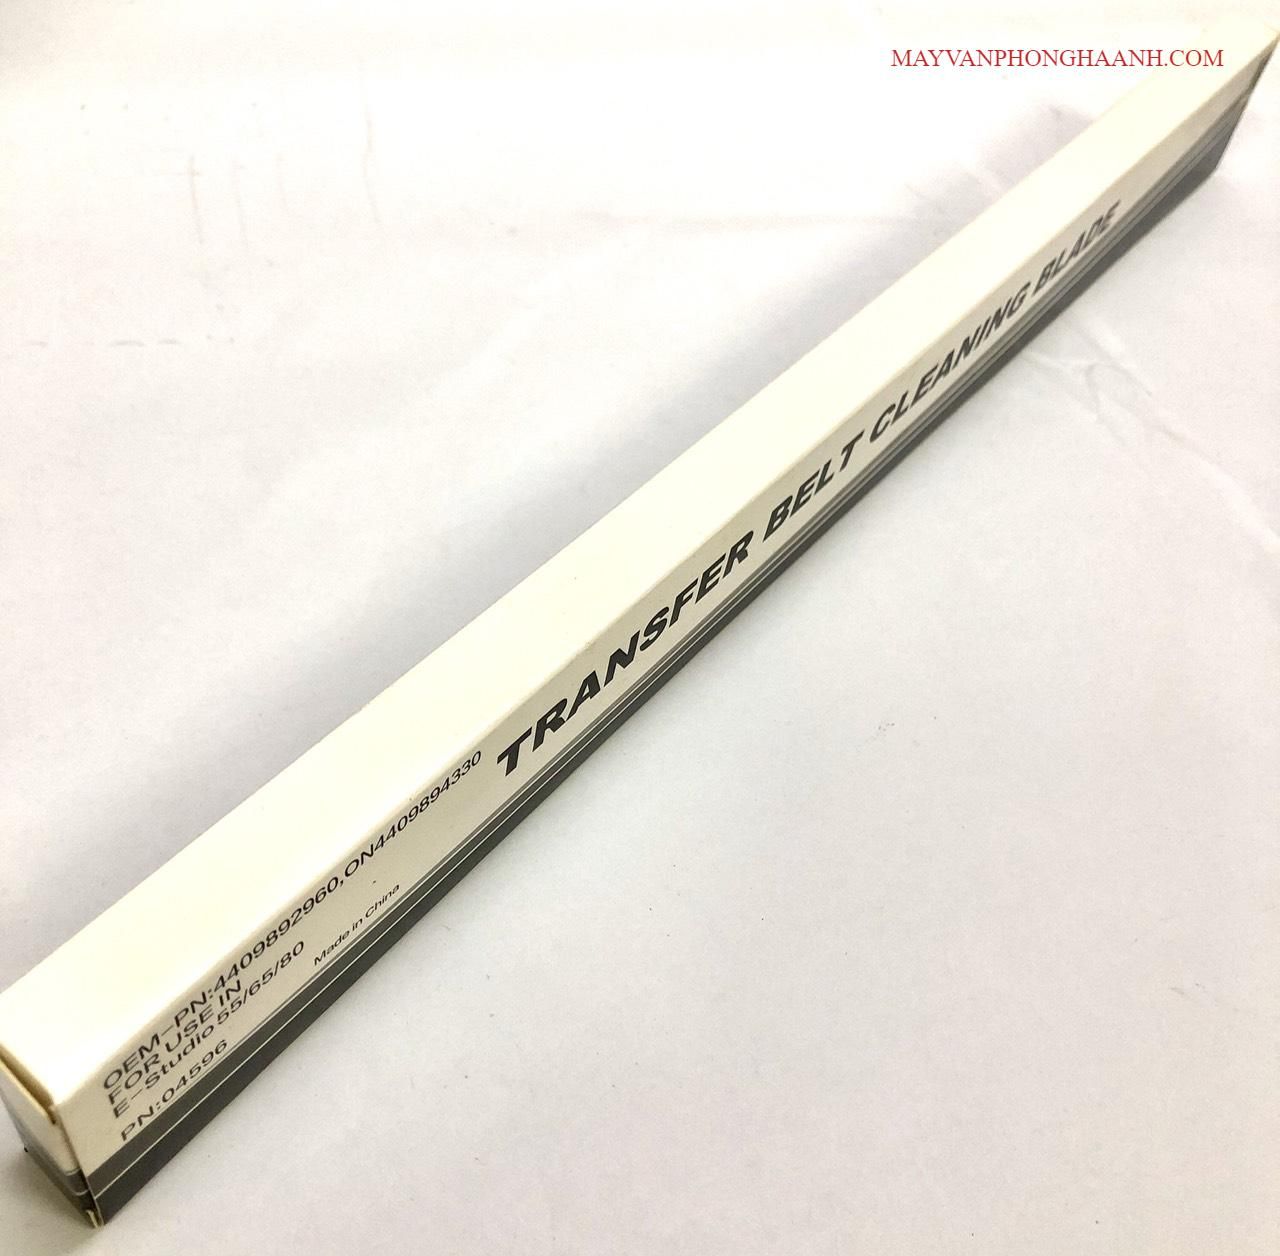 MAYVANPHONGHAANH.COM
TRANSFER BELT CLEANING BLADE
OEM-PN:4409892960,ON4409894330
FOR USE IN
E-Studio 55/65/80
Made in China
PN:04596